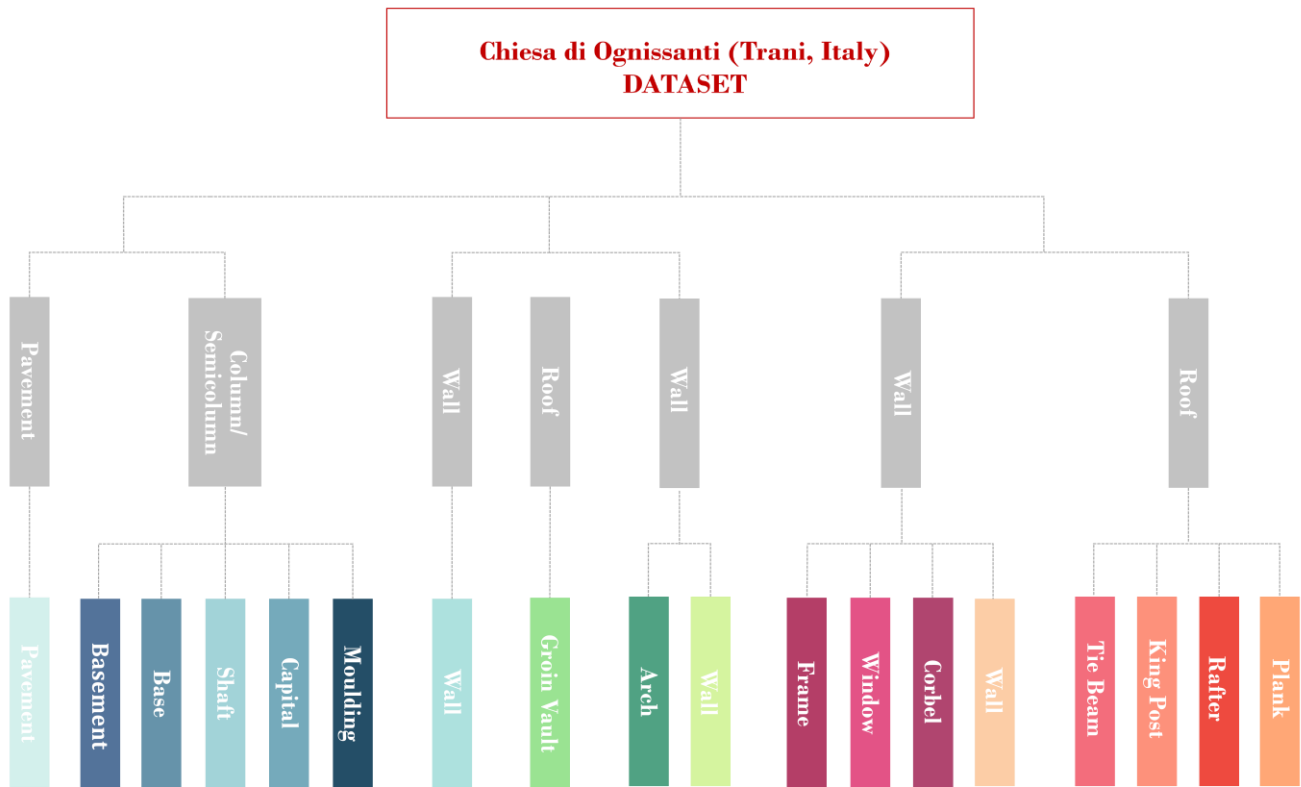 Chiesa di Ognissanti (Trani, Italy)
DATASET
Pavement
Column/
Semicolumn
Wall
Roof
Wall
Wall
Roof
Pavement
Basement
Base
Shaft
Capital
Moulding
Wall
Groin Vault
Arch
Wall
Frame
Window
Corbel
Wall
Tie Beam
King Post
Rafter
Plank